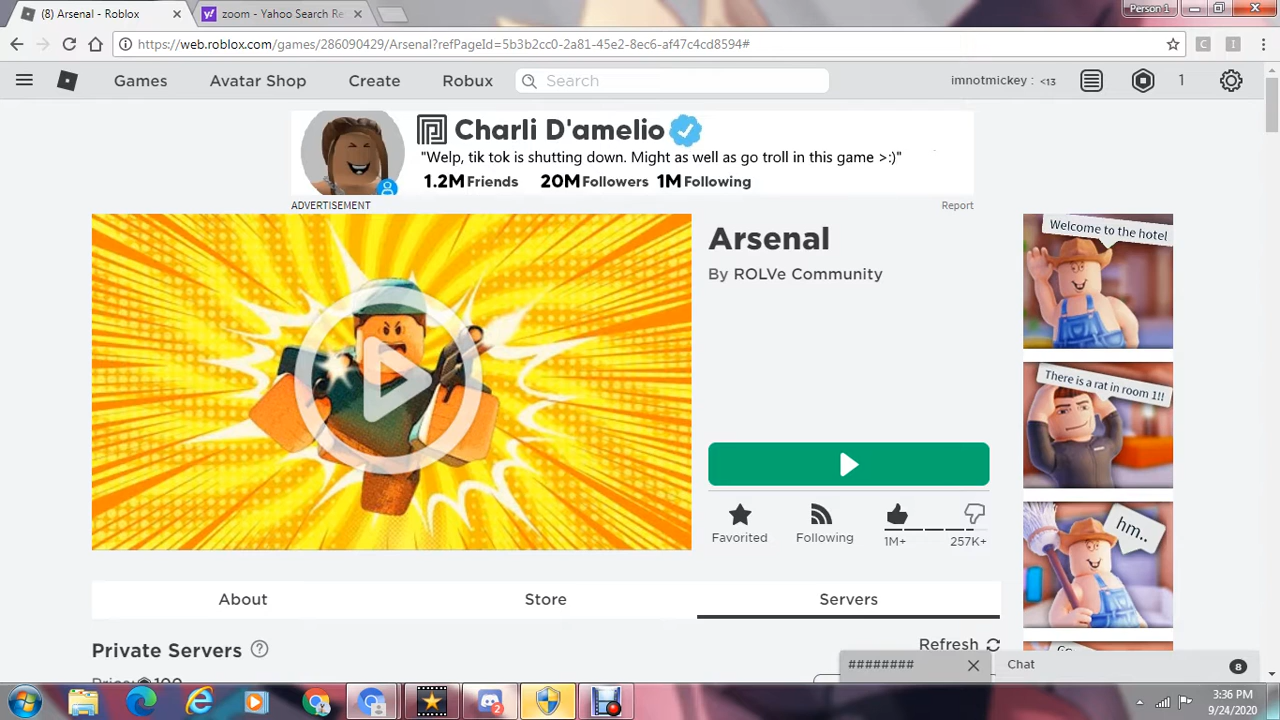 (8) Arsenal - Roblox
zoom - Yahoo Search Re
Person 1
https://web.roblox.com/games/286090429/Arsenal?refPageId=5b3b2cc0-2a81-45e2-8ec6-af47c4cd8594#
Games
Avatar Shop
Create
Robux
Search
imnotmickey : <13
1
Charli D'amelio
"Welp, tik tok is shutting down. Might as well as go troll in this game >:)"
1.2M Friends 20M Followers 1M Following
ADVERTISEMENT
Report
Arsenal
By ROLVe Community
Welcome to the hotel
There is a rat in room 1!!
hm..
Favorited
Following
1M+
257K+
About
Store
Servers
Private Servers
Refresh
Price: 100
########
Chat
8
2
3:36 PM
9/24/2020